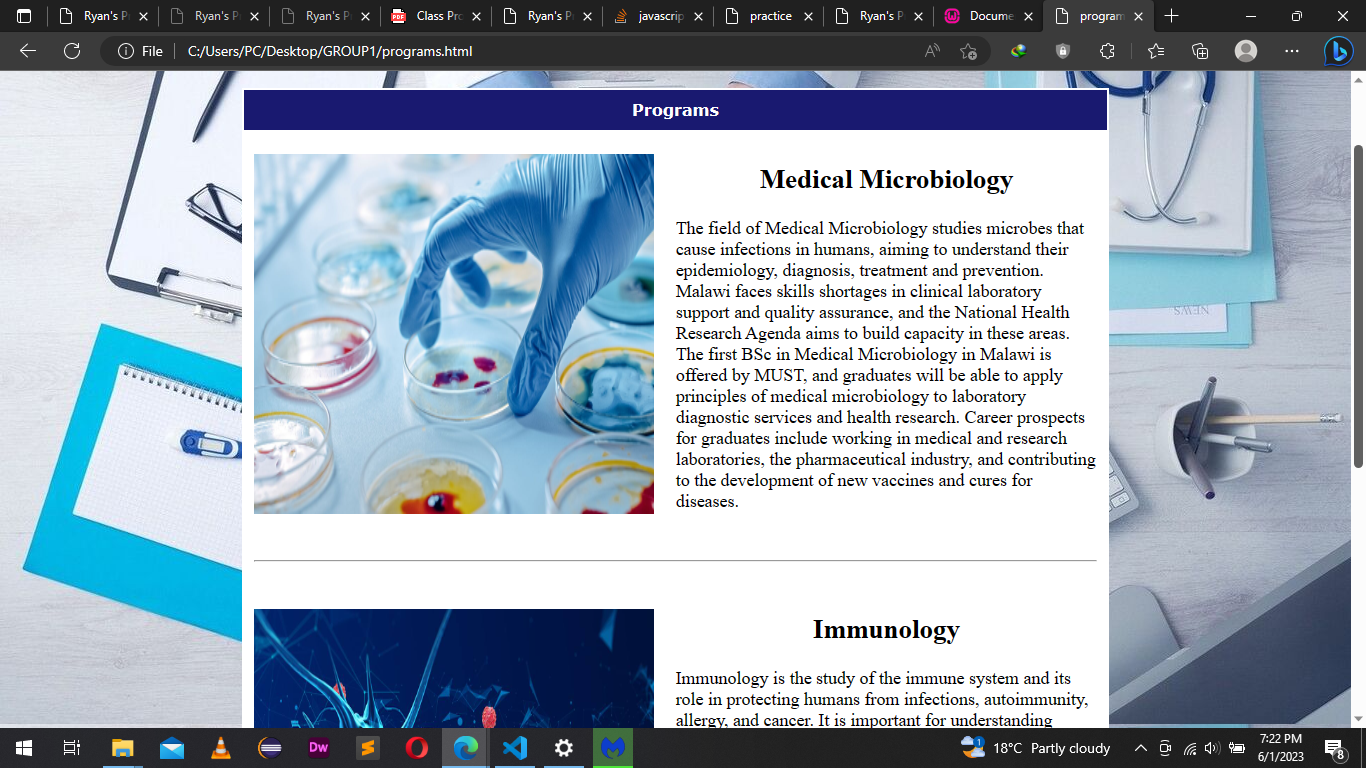 Ryan's P
Ryan's P
Ryan's P
PDF
Class Pro
Ryan's P
javascrip
practice
Ryan's P
Docume
program
File
C:/Users/PC/Desktop/GROUP1/programs.html
Programs
Medical Microbiology
The field of Medical Microbiology studies microbes that
cause infections in humans, aiming to understand their
epidemiology, diagnosis, treatment and prevention.
Malawi faces skills shortages in clinical laboratory
support and quality assurance, and the National Health
Research Agenda aims to build capacity in these areas.
The first BSc in Medical Microbiology in Malawi is
offered by MUST, and graduates will be able to apply
principles of medical microbiology to laboratory
diagnostic services and health research. Career prospects
for graduates include working in medical and research
laboratories, the pharmaceutical industry, and contributing
to the development of new vaccines and cures for
diseases.
NEWS
Immunology
Immunology is the study of the immune system and its
role in protecting humans from infections, autoimmunity,
allergy, and cancer. It is important for understanding
Dw
1
18°C Partly cloudy
7:22 PM
6/1/2023
8